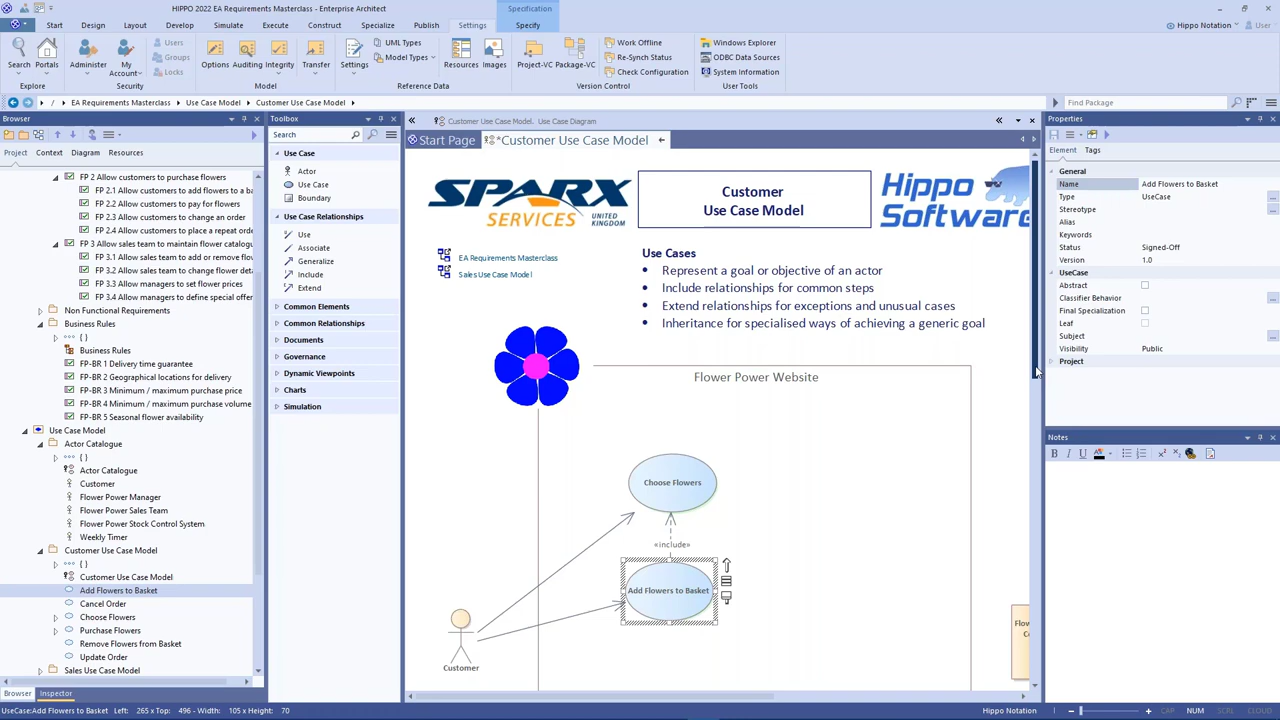 HIPPO 2022 EA Requirements Masterclass - Enterprise Architect
Specification
Start Design Layout Develop Simulate Execute Construct Specialize Publish Settings Specify
Hippo Notation User
Search Portals Administer My Account Users Groups Locks Options Auditing Integrity Transfer Settings UML Types Model Types Resources Images Project-VC Package-VC Work Offline Re-Synch Status Check Configuration Windows Explorer ODBC Data Sources System Information
Explore Security Model Reference Data Version Control User Tools
/ EA Requirements Masterclass Use Case Model Customer Use Case Model
Find Package
Browser
Project Context Diagram Resources
FP 2 Allow customers to purchase flowers
FP 2.1 Allow customers to add flowers to a ba
FP 2.2 Allow customers to pay for flowers
FP 2.3 Allow customers to change an order
FP 2.4 Allow customers to place a repeat orde
FP 3 Allow sales team to maintain flower catalogu
FP 3.1 Allow sales team to add or remove flow
FP 3.2 Allow sales team to change flower deta
FP 3.3 Allow managers to set flower prices
FP 3.4 Allow managers to define special offer
Non Functional Requirements
Business Rules
{ }
Business Rules
FP-BR 1 Delivery time guarantee
FP-BR 2 Geographical locations for delivery
FP-BR 3 Minimum / maximum purchase price
FP-BR 4 Minimum / maximum purchase volume
FP-BR 5 Seasonal flower availability
Use Case Model
Actor Catalogue
{ }
Actor Catalogue
Customer
Flower Power Manager
Flower Power Sales Team
Flower Power Stock Control System
Weekly Timer
Customer Use Case Model
{ }
Customer Use Case Model
Add Flowers to Basket
Cancel Order
Choose Flowers
Purchase Flowers
Remove Flowers from Basket
Update Order
Sales Use Case Model
Browser Inspector
Toolbox
Search
Use Case
Actor
Use Case
Boundary
Use Case Relationships
Use
Associate
Generalize
Include
Extend
Common Elements
Common Relationships
Documents
Governance
Dynamic Viewpoints
Charts
Simulation
Customer Use Case Model. Use Case Diagram
Start Page *Customer Use Case Model
SPARX
SERVICES UNITED KINGDOM
Customer
Use Case Model
Hippo
Software
EA Requirements Masterclass
Sales Use Case Model
Use Cases
• Represent a goal or objective of an actor
• Include relationships for common steps
• Extend relationships for exceptions and unusual cases
• Inheritance for specialised ways of achieving a generic goal
Flower Power Website
Choose Flowers
«include»
Add Flowers to Basket
Customer
Properties
Element Tags
General
Name Add Flowers to Basket
Type UseCase
Stereotype
Alias
Keywords
Status Signed-Off
Version 1.0
UseCase
Abstract
Classifier Behavior
Final Specialization
Leaf
Subject
Visibility Public
Project
Notes
B I U
UseCase:Add Flowers to Basket Left: 265 x Top: 496 - Width: 105 x Height: 70
Hippo Notation
CAP NUM SCRL CLOUD